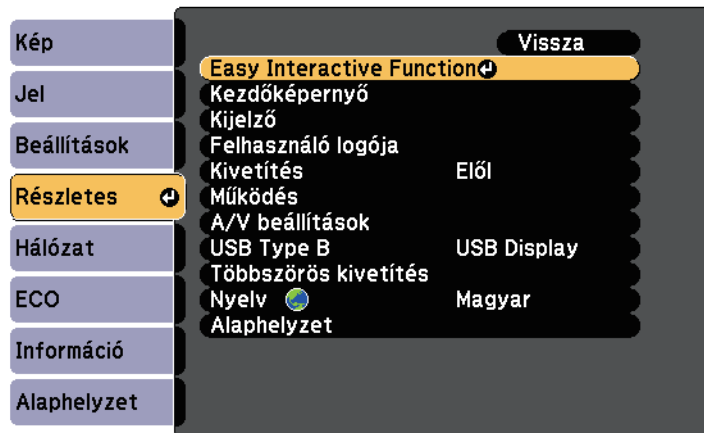 Kép
Jel
Beállítások
Részletes
Hálózat
ECO
Információ
Alaphelyzet
Vissza
Easy Interactive Function
Kezdőképernyő
Kijelző
Felhasználó logója
Kivetítés Elől
Működés
A/V beállítások
USB Type B USB Display
Többszörös kivetítés
Nyelv Magyar
Alaphelyzet